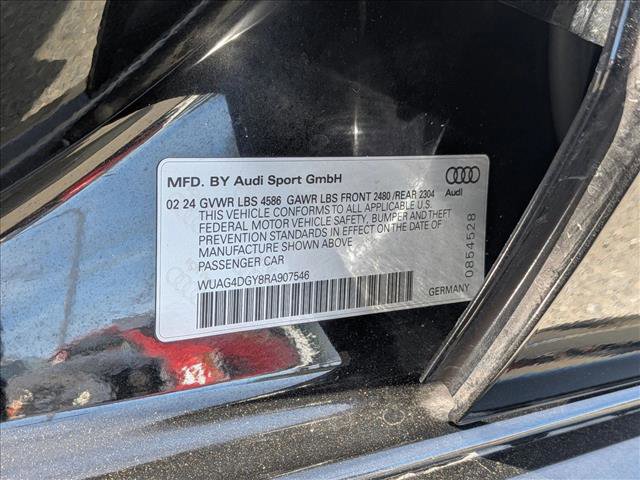 MFD. BY Audi Sport GmbH
Audi
02 24 GVWR LBS 4586 GAWR LBS FRONT 2480 /REAR 2304
THIS VEHICLE CONFORMS TO ALL APPLICABLE U.S.
FEDERAL MOTOR VEHICLE SAFETY, BUMPER AND THEFT
PREVENTION STANDARDS IN EFFECT ON THE DATE OF
MANUFACTURE SHOWN ABOVE
PASSENGER CAR
WUAG4DGY8RA907546
GERMANY
0854528